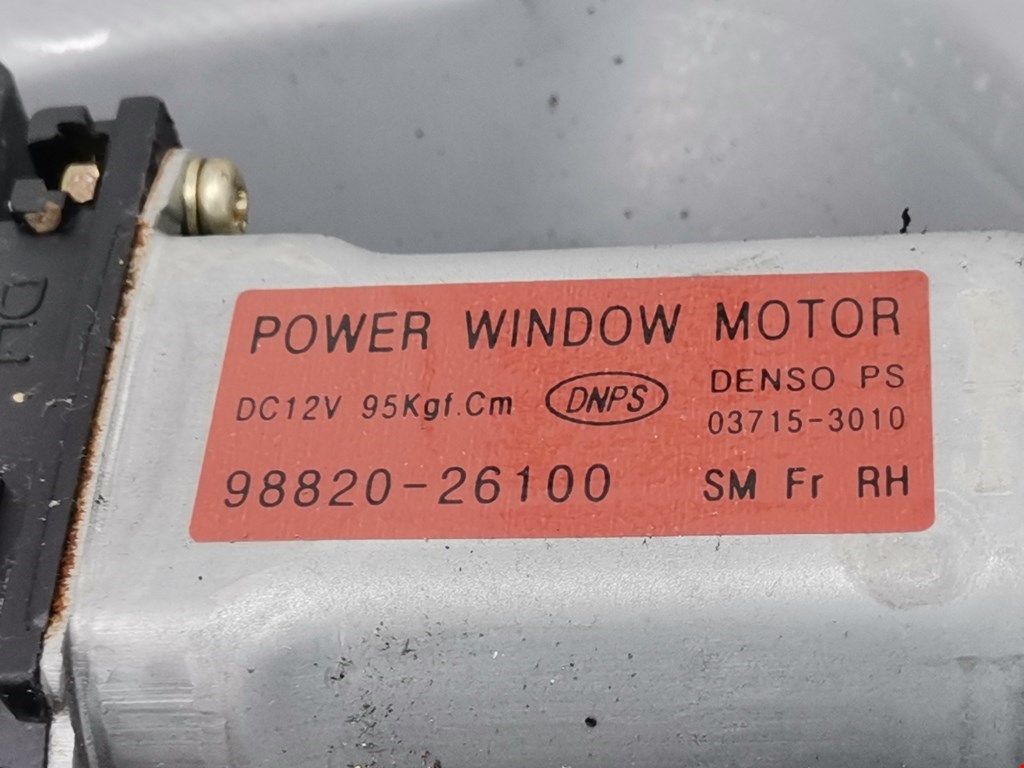 POWER WINDOW MOTOR
DC12V 95Kgf.Cm DNPS DENSO PS
03715-3010
98820-26100 SM Fr RH